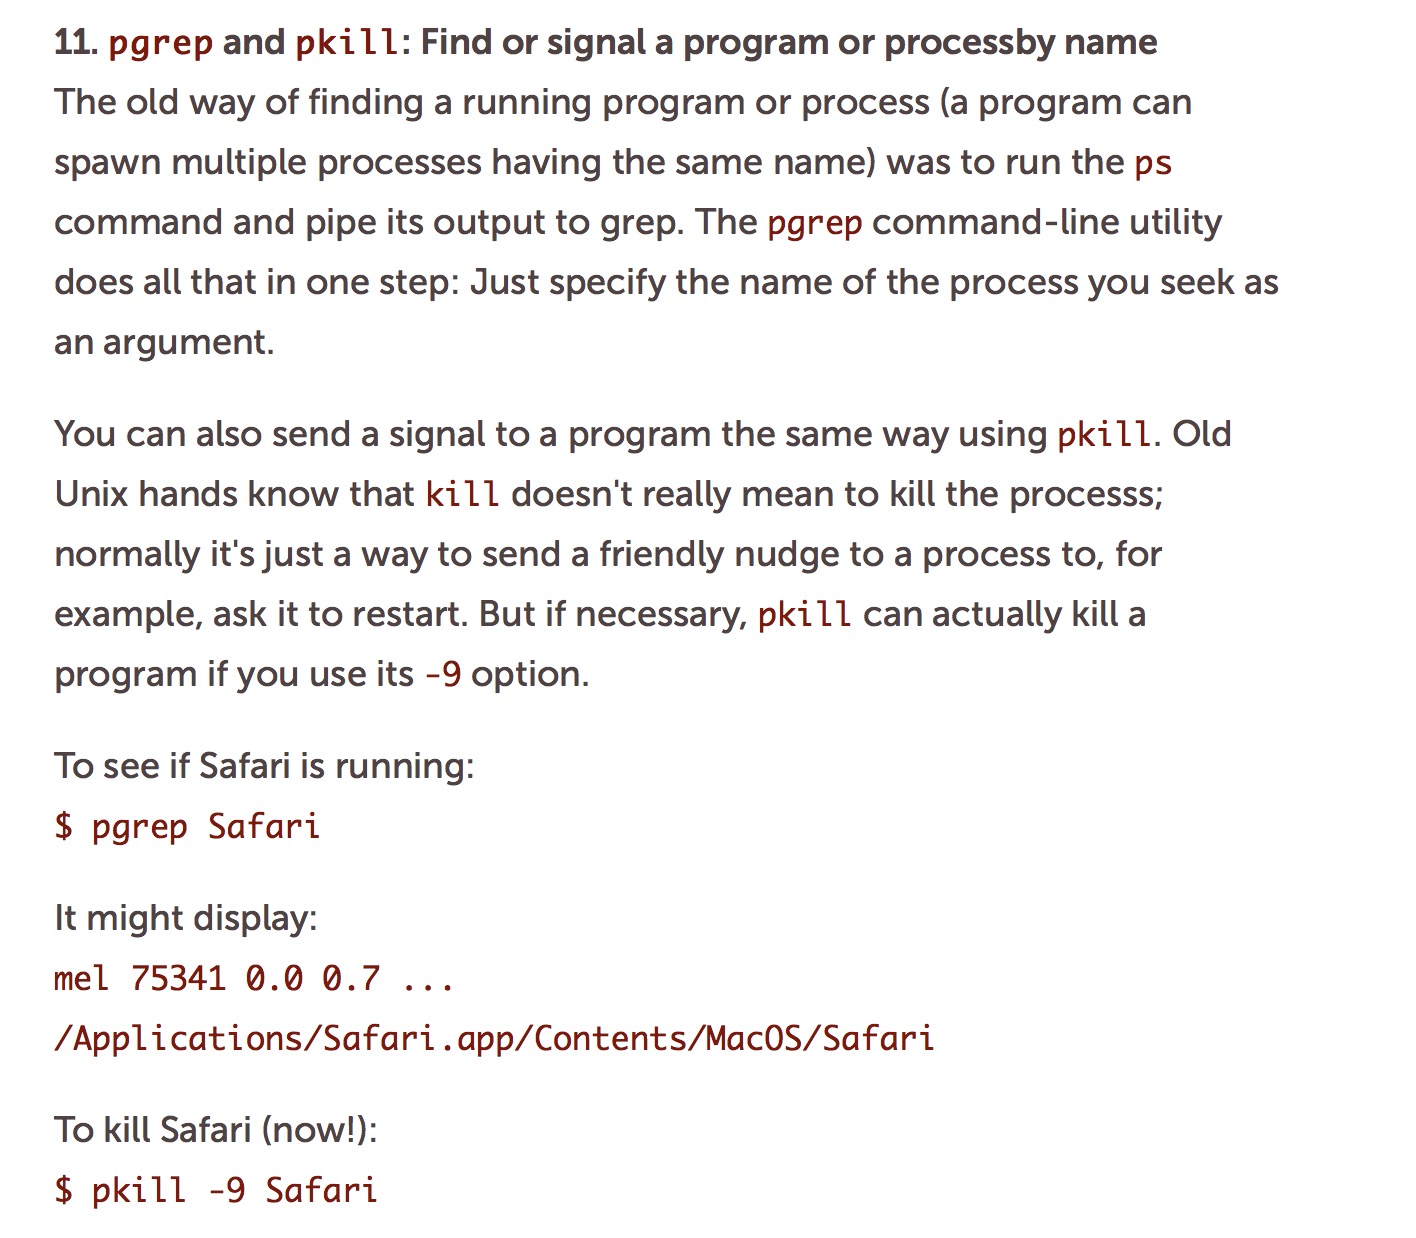 11. pgrep and pkill: Find or signal a program or processby name
The old way of finding a running program or process (a program can
spawn multiple processes having the same name) was to run the ps
command and pipe its output to grep. The pgrep command-line utility
does all that in one step: Just specify the name of the process you seek as
an argument.
You can also send a signal to a program the same way using pkill. Old
Unix hands know that kill doesn't really mean to kill the processs;
normally it's just a way to send a friendly nudge to a process to, for
example, ask it to restart. But if necessary, pkill can actually kill a
program if you use its -9 option.
To see if Safari is running:
$ pgrep Safari
It might display:
mel 75341 0.0 0.7 ...
/Applications/Safari.app/Contents/MacOS/Safari
To kill Safari (now!):
$ pkill -9 Safari